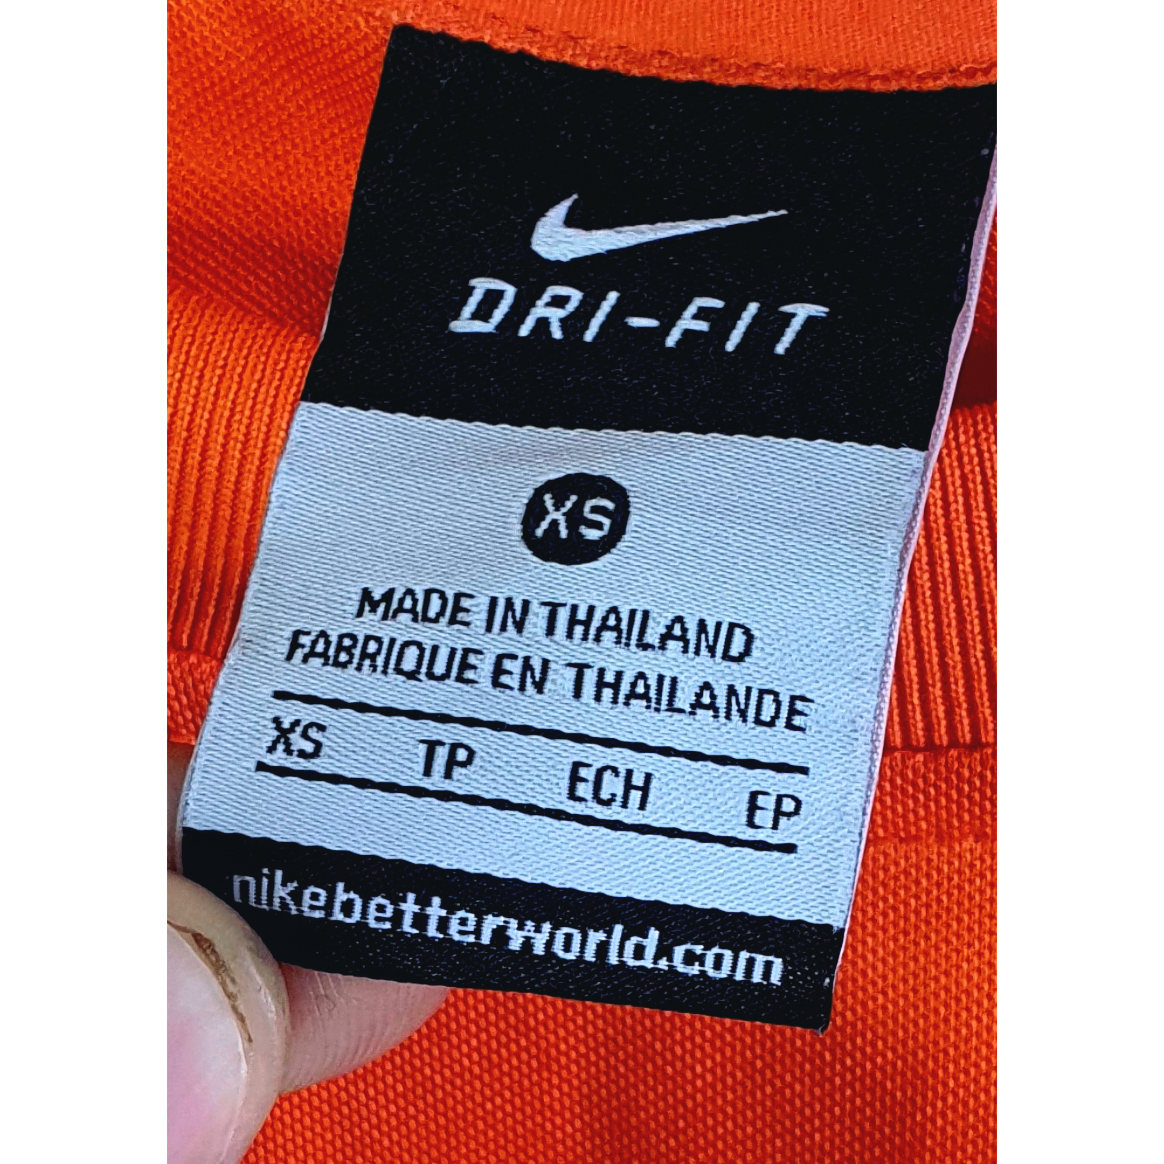 DRI-FIT
XS
MADE IN THAILAND
FABRIQUE EN THAILANDE
XS TP ECH EP
nikebetterworld.com